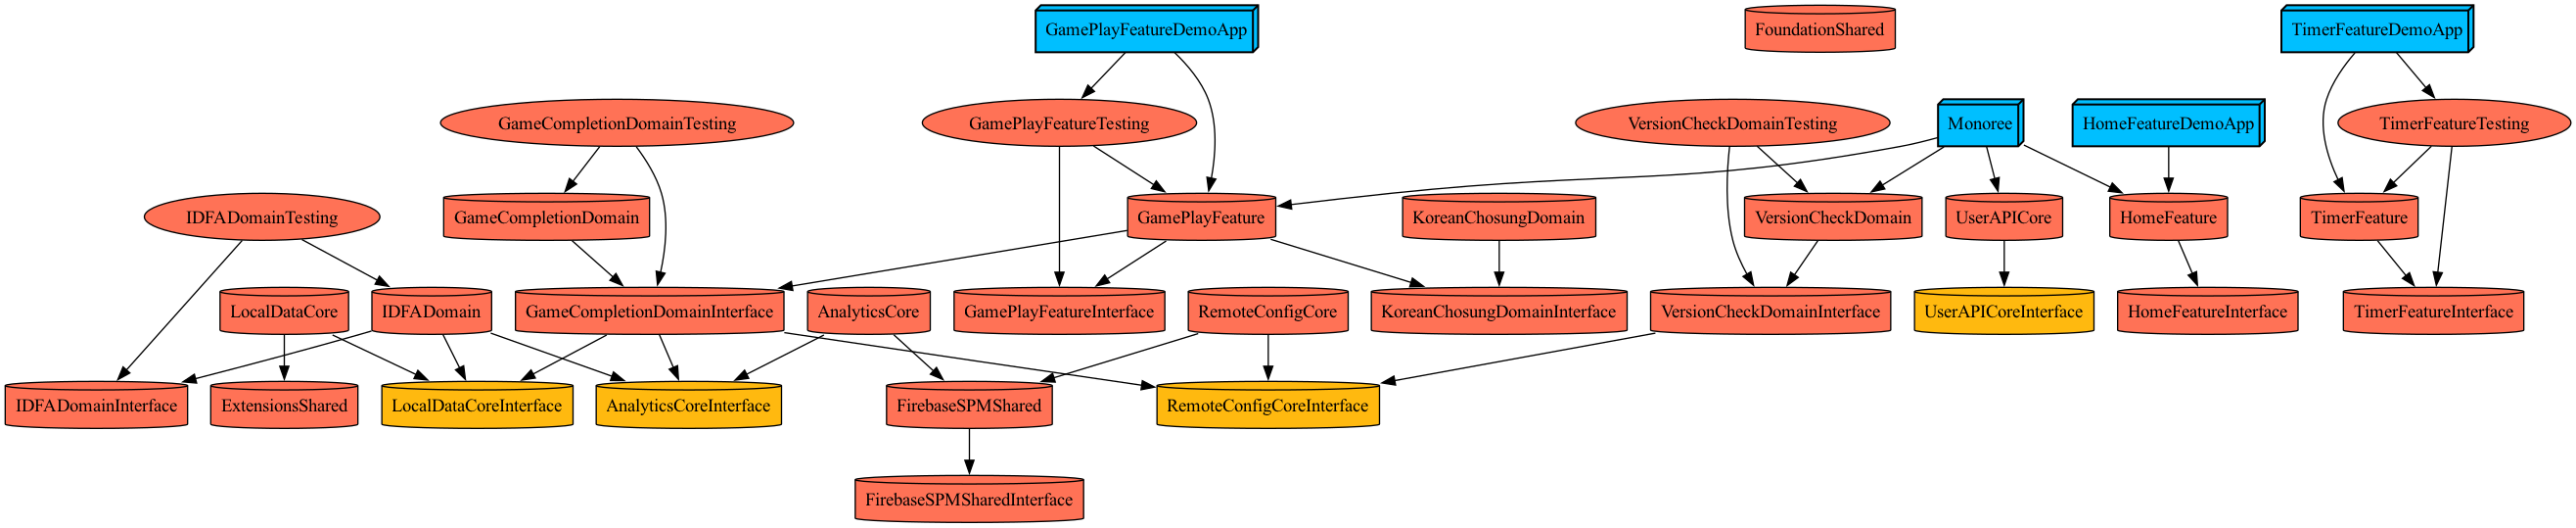 GamePlayFeatureDemoApp
FoundationShared
TimerFeatureDemoApp
GameCompletionDomainTesting
GamePlayFeatureTesting
VersionCheckDomainTesting
Monoree
HomeFeatureDemoApp
TimerFeatureTesting
IDFADomainTesting
GameCompletionDomain
GamePlayFeature
KoreanChosungDomain
VersionCheckDomain
UserAPICore
HomeFeature
TimerFeature
LocalDataCore
IDFADomain
GameCompletionDomainInterface
AnalyticsCore
GamePlayFeatureInterface
RemoteConfigCore
KoreanChosungDomainInterface
VersionCheckDomainInterface
UserAPICoreInterface
HomeFeatureInterface
TimerFeatureInterface
IDFADomainInterface
ExtensionsShared
LocalDataCoreInterface
AnalyticsCoreInterface
FirebaseSPMShared
RemoteConfigCoreInterface
FirebaseSPMSharedInterface